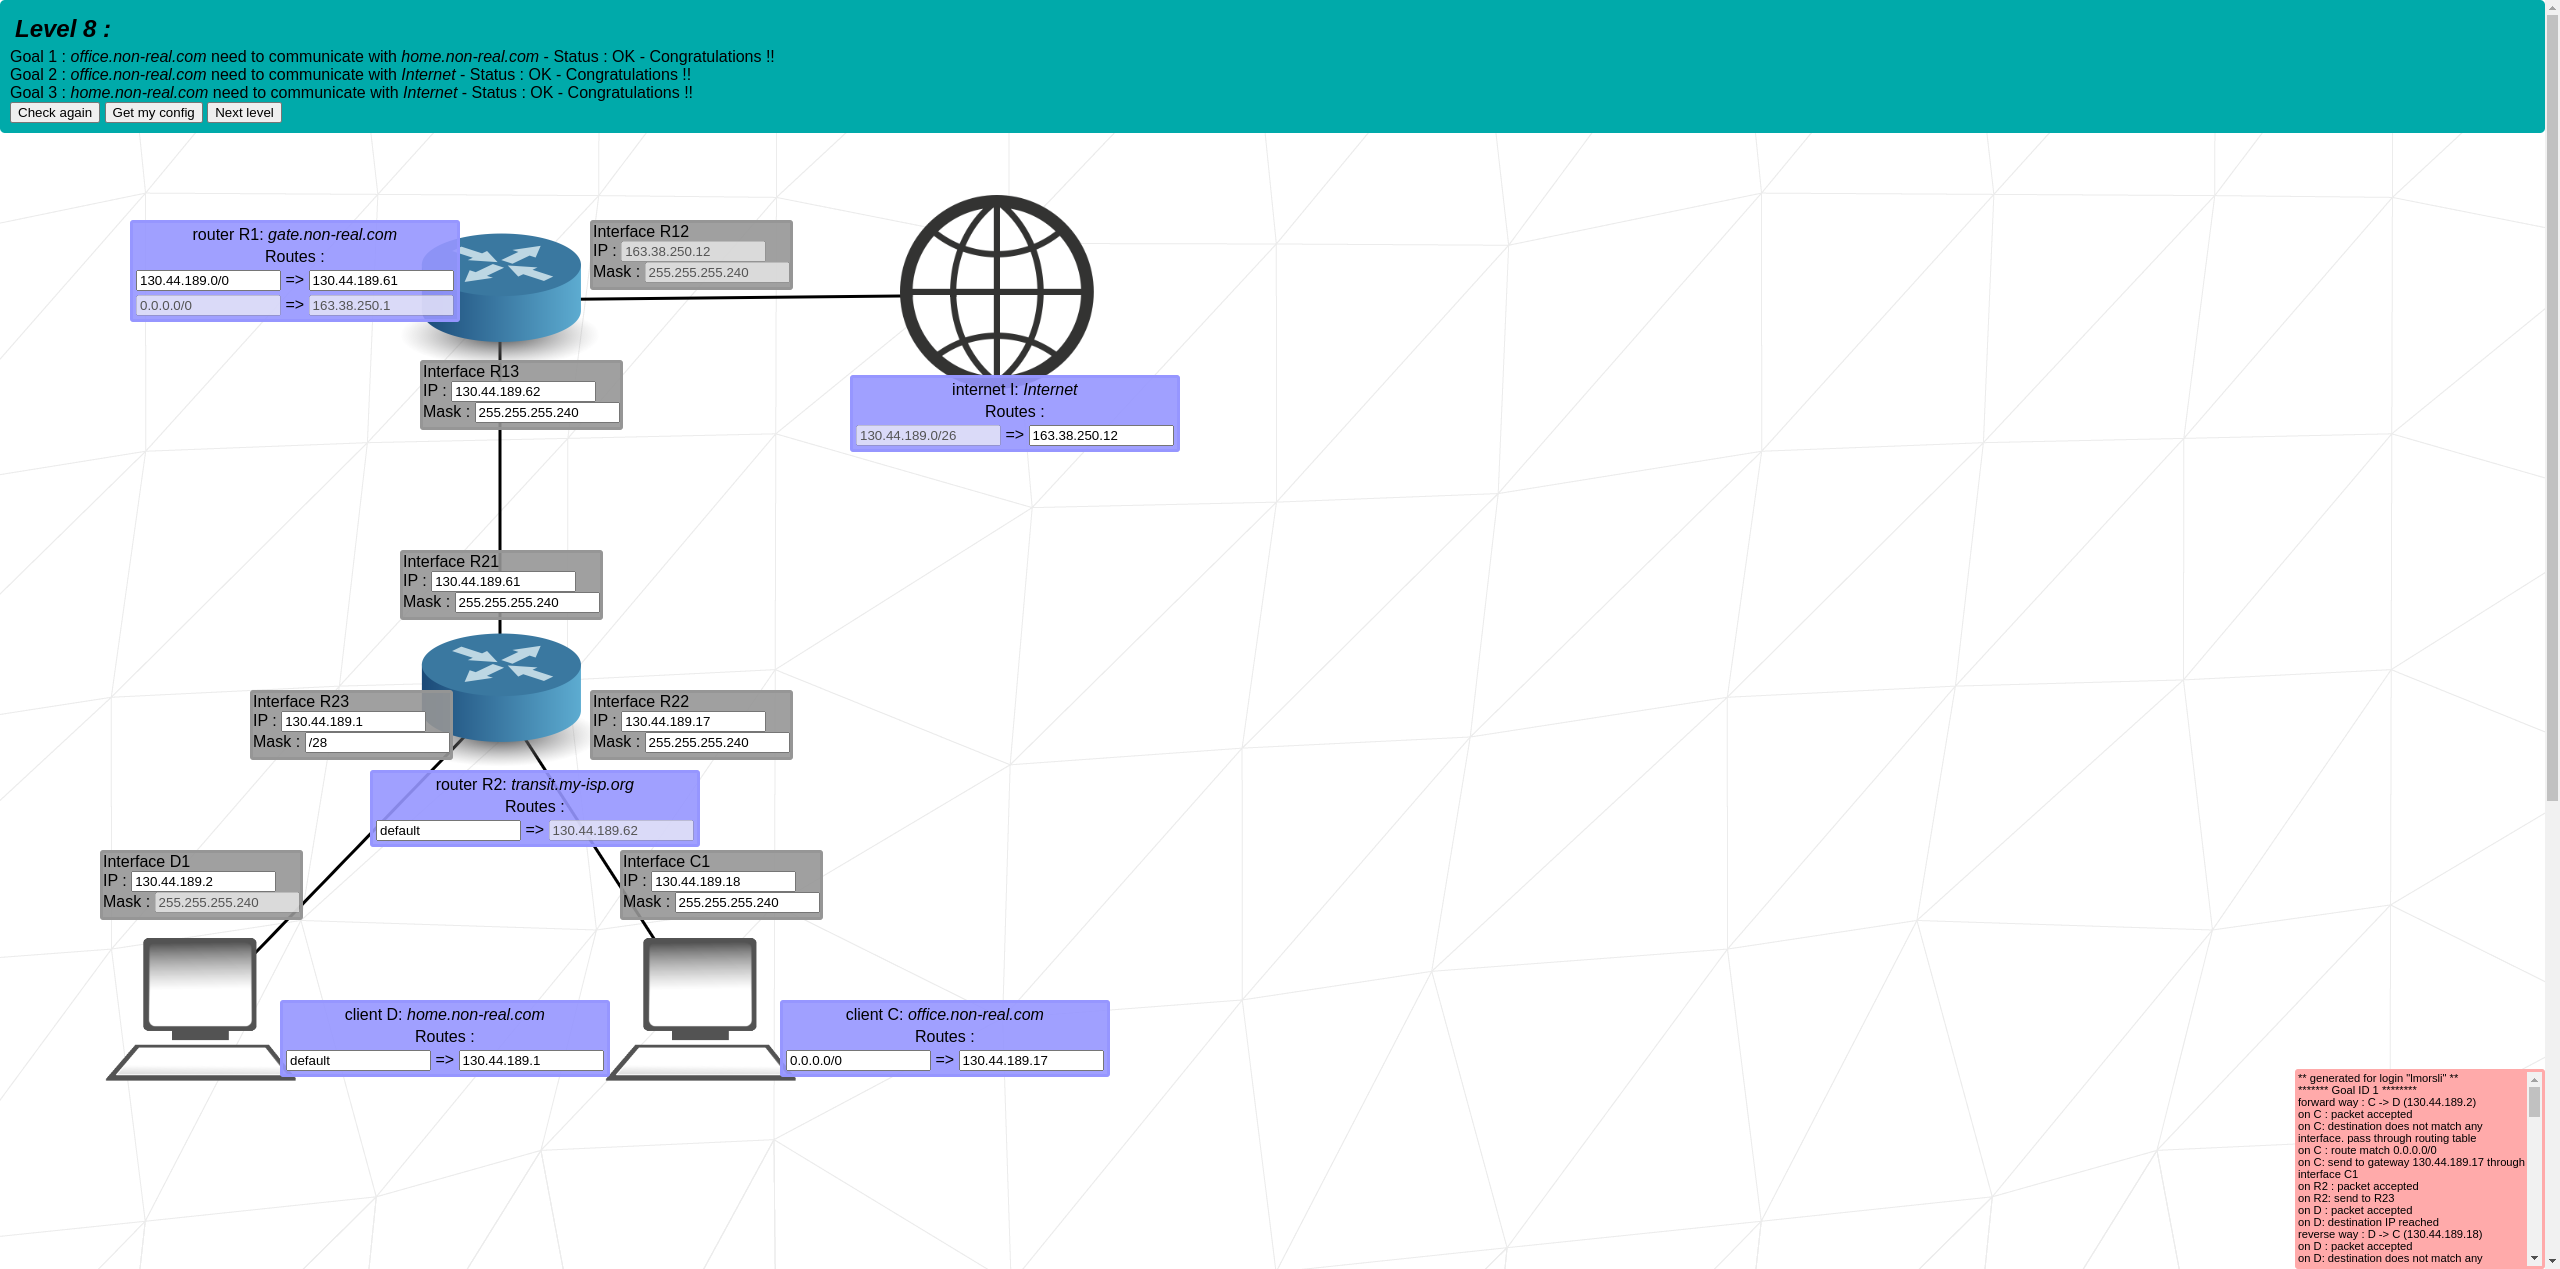 Level 8 :
Goal 1 : office.non-real.com need to communicate with home.non-real.com - Status : OK - Congratulations !!
Goal 2 : office.non-real.com need to communicate with Internet - Status : OK - Congratulations !!
Goal 3 : home.non-real.com need to communicate with Internet - Status : OK - Congratulations !!
Check again Get my config Next level
router R1: gate.non-real.com
Routes :
130.44.189.0/0 => 130.44.189.61
0.0.0.0/0 => 163.38.250.1
Interface R12
IP : 163.38.250.12
Mask : 255.255.255.240
Interface R13
IP : 130.44.189.62
Mask : 255.255.255.240
internet I: Internet
Routes :
130.44.189.0/26 => 163.38.250.12
Interface R21
IP : 130.44.189.61
Mask : 255.255.255.240
Interface R23
IP : 130.44.189.1
Mask : /28
Interface R22
IP : 130.44.189.17
Mask : 255.255.255.240
router R2: transit.my-isp.org
Routes :
default => 130.44.189.62
Interface D1
IP : 130.44.189.2
Mask : 255.255.255.240
Interface C1
IP : 130.44.189.18
Mask : 255.255.255.240
client D: home.non-real.com
Routes :
default => 130.44.189.1
client C: office.non-real.com
Routes :
0.0.0.0/0 => 130.44.189.17
** generated for login "lmorsli" **
******* Goal ID 1 ********
forward way : C -> D (130.44.189.2)
on C : packet accepted
on C: destination does not match any
interface. pass through routing table
on C : route match 0.0.0.0/0
on C: send to gateway 130.44.189.17 through
interface C1
on R2 : packet accepted
on R2: send to R23
on D : packet accepted
on D: destination IP reached
reverse way : D -> C (130.44.189.18)
on D : packet accepted
on D: destination does not match any